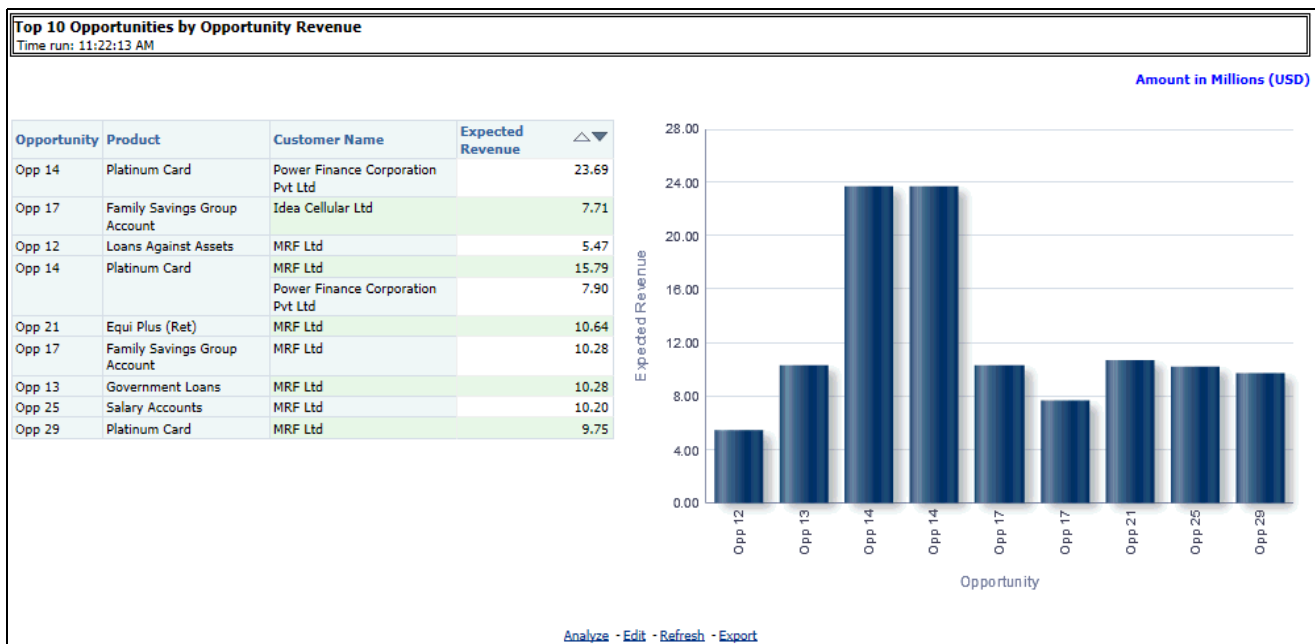 Top 10 Opportunities by Opportunity Revenue
Time run: 11:22:13 AM
Amount in Millions (USD)
Opportunity Product Customer Name Expected Revenue
Opp 14 Platinum Card Power Finance Corporation Pvt Ltd 23.69
Opp 17 Family Savings Group Account Idea Cellular Ltd 7.71
Opp 12 Loans Against Assets MRF Ltd 5.47
Opp 14 Platinum Card MRF Ltd 15.79
Power Finance Corporation Pvt Ltd 7.90
Opp 21 Equi Plus (Ret) MRF Ltd 10.64
Opp 17 Family Savings Group Account MRF Ltd 10.28
Opp 13 Government Loans MRF Ltd 10.28
Opp 25 Salary Accounts MRF Ltd 10.20
Opp 29 Platinum Card MRF Ltd 9.75
Expected Revenue
28.00
24.00
20.00
16.00
12.00
8.00
4.00
0.00
Opp 12
Opp 13
Opp 14
Opp 14
Opp 17
Opp 17
Opp 21
Opp 25
Opp 29
Opportunity
Analyze - Edit - Refresh - Export